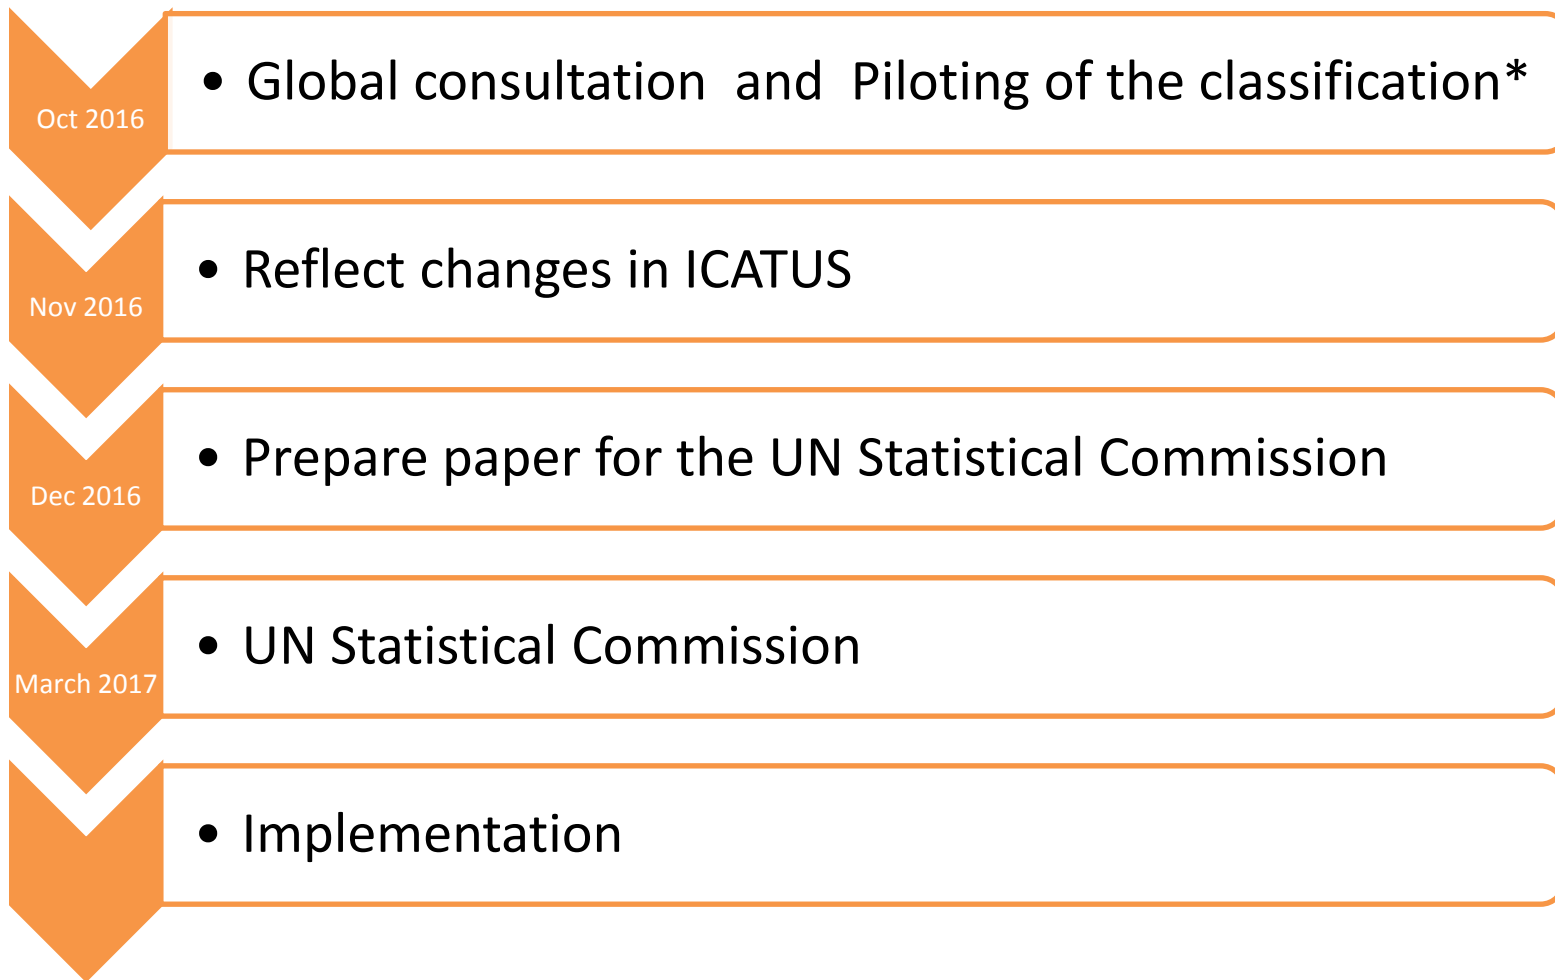 Oct 2016
• Global consultation  and  Piloting of the classification*
Nov 2016
• Reflect changes in ICATUS
Dec 2016
• Prepare paper for the UN Statistical Commission
March 2017
• UN Statistical Commission
• Implementation